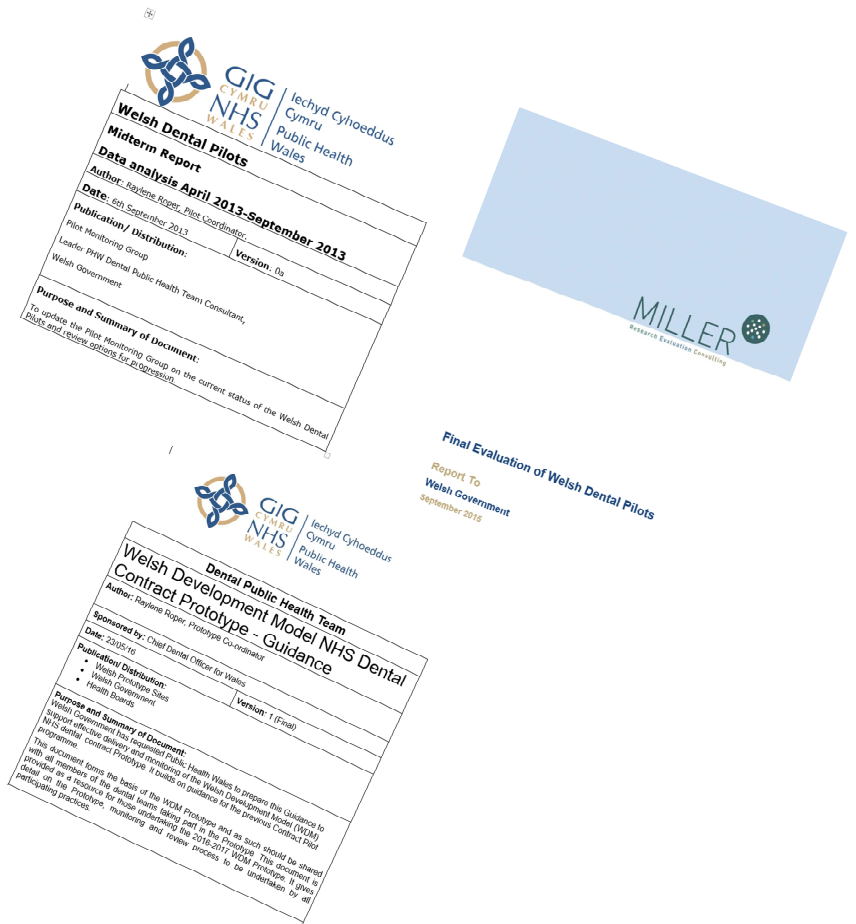 GIG
CYMRU
NHS
WALES
Iechyd Cyhoeddus
Cymru
Public Health
Wales
Welsh Dental Pilots
Midterm Report
Data analysis April 2013-September 2013
Author: Raylene Roper, Pilot Coordinator,
Date: 6th September 2013
Version: 0a
Publication/ Distribution:
Pilot Monitoring Group
Leader PHW Dental Public Health Team Consultant,
Welsh Government
Purpose and Summary of Document:
To update the Pilot Monitoring Group on the current status of the Welsh Dental
Pilots and review options for progression
MILLER
Research Evaluation Consulting
Final Evaluation of Welsh Dental Pilots
Report To
Welsh Government
September 2015
GIG
CYMRU
NHS
WALES
Iechyd Cyhoeddus
Cymru
Public Health
Wales
Dental Public Health Team
Welsh Development Model NHS Dental
Contract Prototype - Guidance
Author: Raylene Roper, Prototype Co-ordinator
Sponsored by: Chief Dental Officer for Wales
Date: 23/05/16
Version: 1 (Final)
Publication/ Distribution:
• Welsh Prototype Sites
• Welsh Government
• Health Boards
Purpose and Summary of Document:
Welsh Government has requested Public Health Wales to prepare this Guidance to
support effective delivery and monitoring of the Welsh Development Model (WDM)
NHS dental contract Prototype. It builds on guidance for the previous Contract Pilot
programme.
This document forms the basis of the WDM Prototype and as such should be shared
with all members of the dental teams taking part in the Prototype. This document is
provided as a resource for those undertaking the 2016-2017 WDM Prototype. It gives
detail on the Prototype, monitoring and review process to be undertaken by all
participating practices.